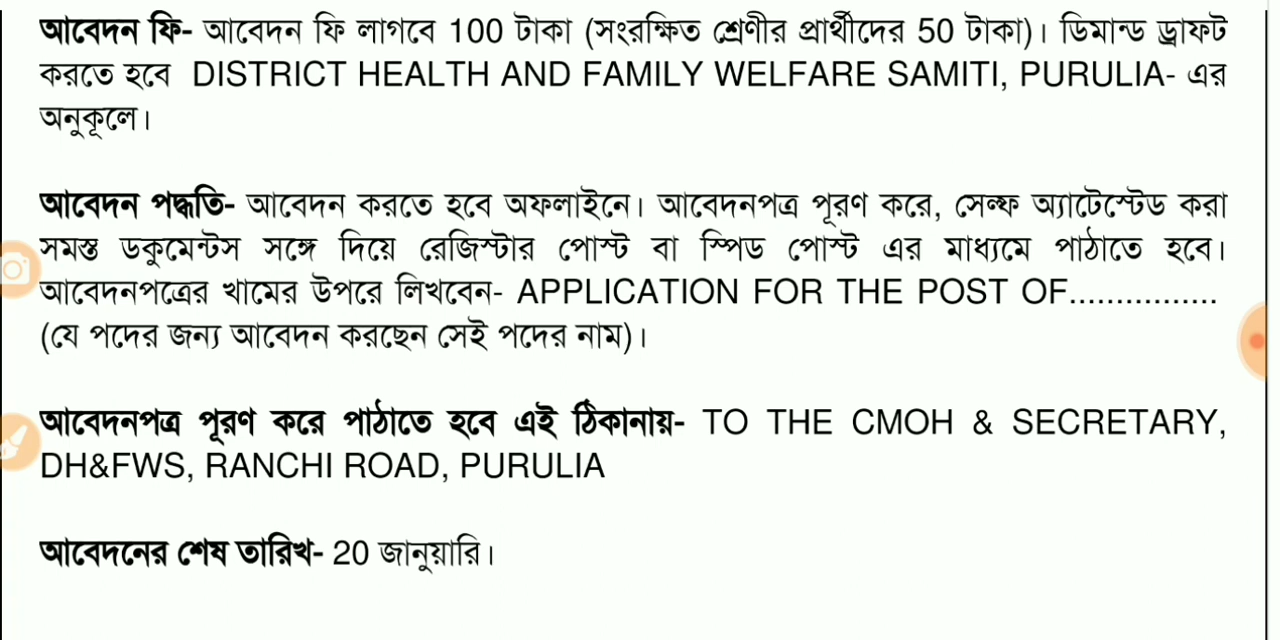 আবেদন ফি- আবেদন ফি লাগবে 100 টাকা (সংরক্ষিত শ্রেণীর প্রার্থীদের 50 টাকা)। ডিমান্ড ড্রাফট
করতে হবে DISTRICT HEALTH AND FAMILY WELFARE SAMITI, PURULIA- এর
অনুকূলে।
আবেদন পদ্ধতি- আবেদন করতে হবে অফলাইনে। আবেদনপত্র পূরণ করে, সেল্ফ অ্যাটেস্টেড করা
সমস্ত ডকুমেন্টস সঙ্গে দিয়ে রেজিস্টার পোস্ট বা স্পিড পোস্ট এর মাধ্যমে পাঠাতে হবে।
আবেদনপত্রের খামের উপরে লিখবেন- APPLICATION FOR THE POST OF................
(যে পদের জন্য আবেদন করছেন সেই পদের নাম)।
আবেদনপত্র পূরণ করে পাঠাতে হবে এই ঠিকানায়- TO THE CMOH & SECRETARY,
DH&FWS, RANCHI ROAD, PURULIA
আবেদনের শেষ তারিখ- 20 জানুয়ারি।